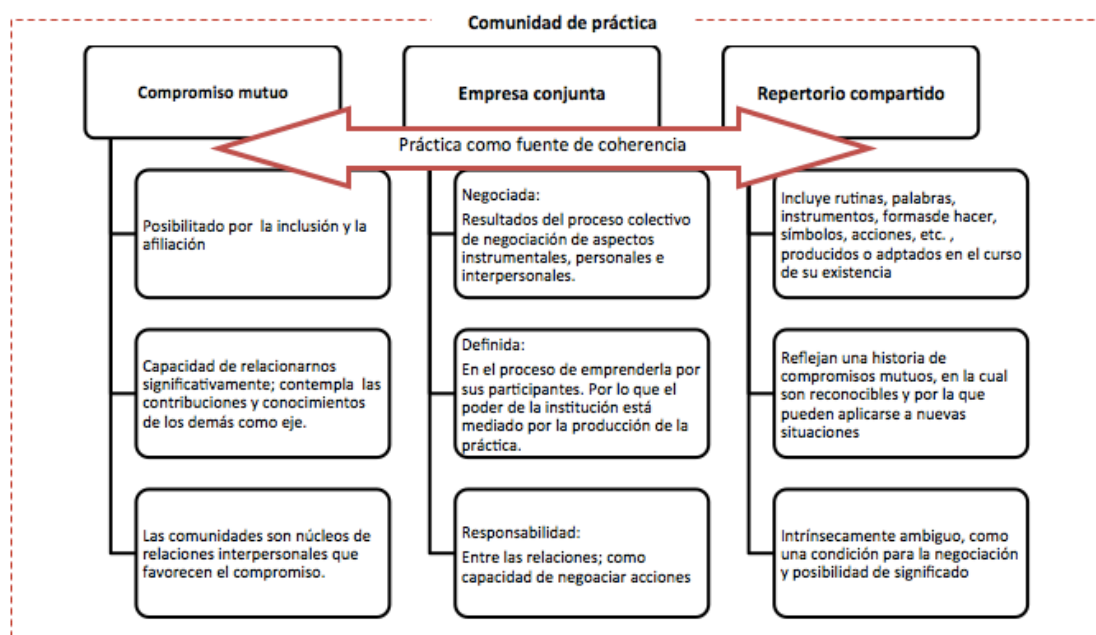 Comunidad de práctica
Compromiso mutuo
Empresa conjunta
Repertorio compartido
Práctica como fuente de coherencia
Posibilitado por la inclusión y la
afiliación
Capacidad de relacionarnos
significativamente; contempla las
contribuciones y conocimientos
de los demás como eje.
Las comunidades son núcleos de
relaciones interpersonales que
favorecen el compromiso.
Negociada:
Resultados del proceso colectivo
de negociación de aspectos
instrumentales, personales e
interpersonales.
Definida:
En el proceso de emprenderla por
sus participantes. Por lo que el
poder de la institución está
mediado por la producción de la
práctica.
Responsabilidad:
Entre las relaciones; como
capacidad de negoaciar acciones
Incluye rutinas, palabras,
instrumentos, formasde hacer,
símbolos, acciones, etc. ,
producidos o adptados en el curso
de su existencia
Reflejan una historia de
compromisos mutuos, en la cual
son reconocibles y por la que
pueden aplicarse a nuevas
situaciones
Intrínsecamente ambiguo, como
una condición para la negociación
y posibilidad de significado